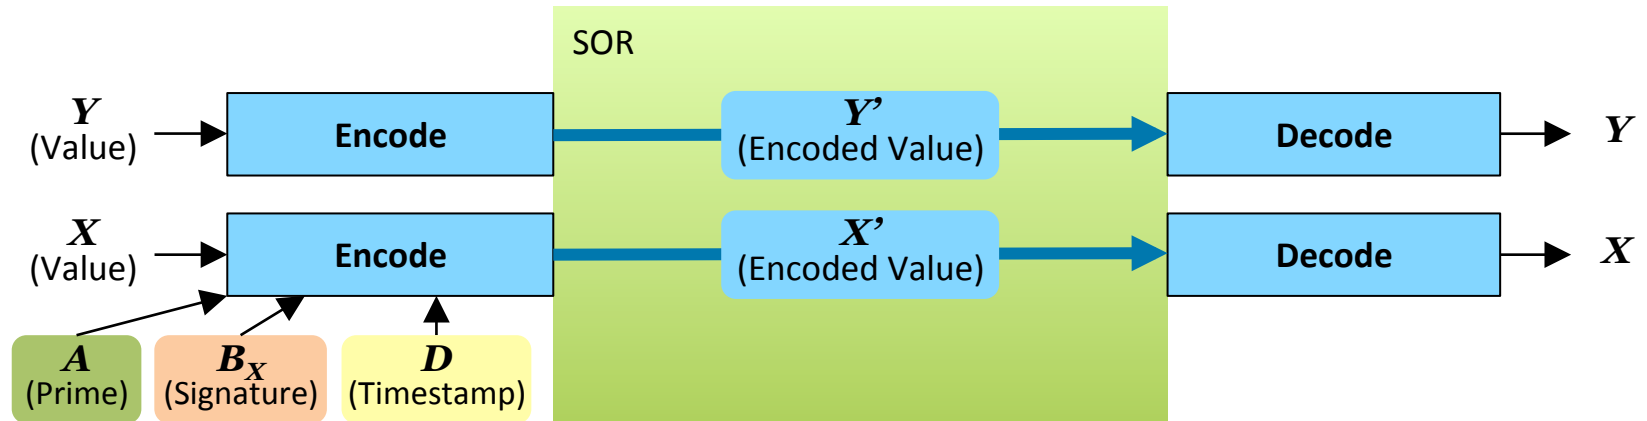 SOR
Y
(Value)
Encode
Y’
(Encoded Value)
Decode
Y
X
(Value)
Encode
X’
(Encoded Value)
Decode
X
A
(Prime)
B_X
(Signature)
D
(Timestamp)